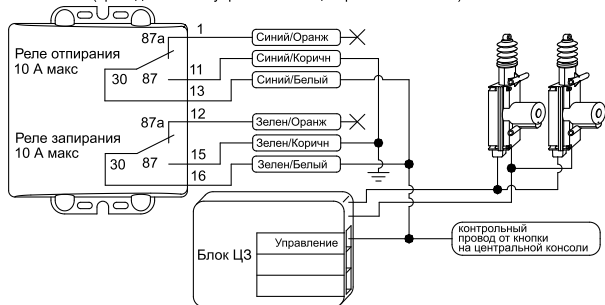 Реле отпирания
10 А макс
87a
30
87
1
11
13
Синий/Оранж
Синий/Коричн
Синий/Белый
Реле запирания
10 А макс
87a
30
87
12
15
16
Зелен/Оранж
Зелен/Коричн
Зелен/Белый
Блок ЦЗ
Управление
контрольный
провод от кнопки
на центральной консоли